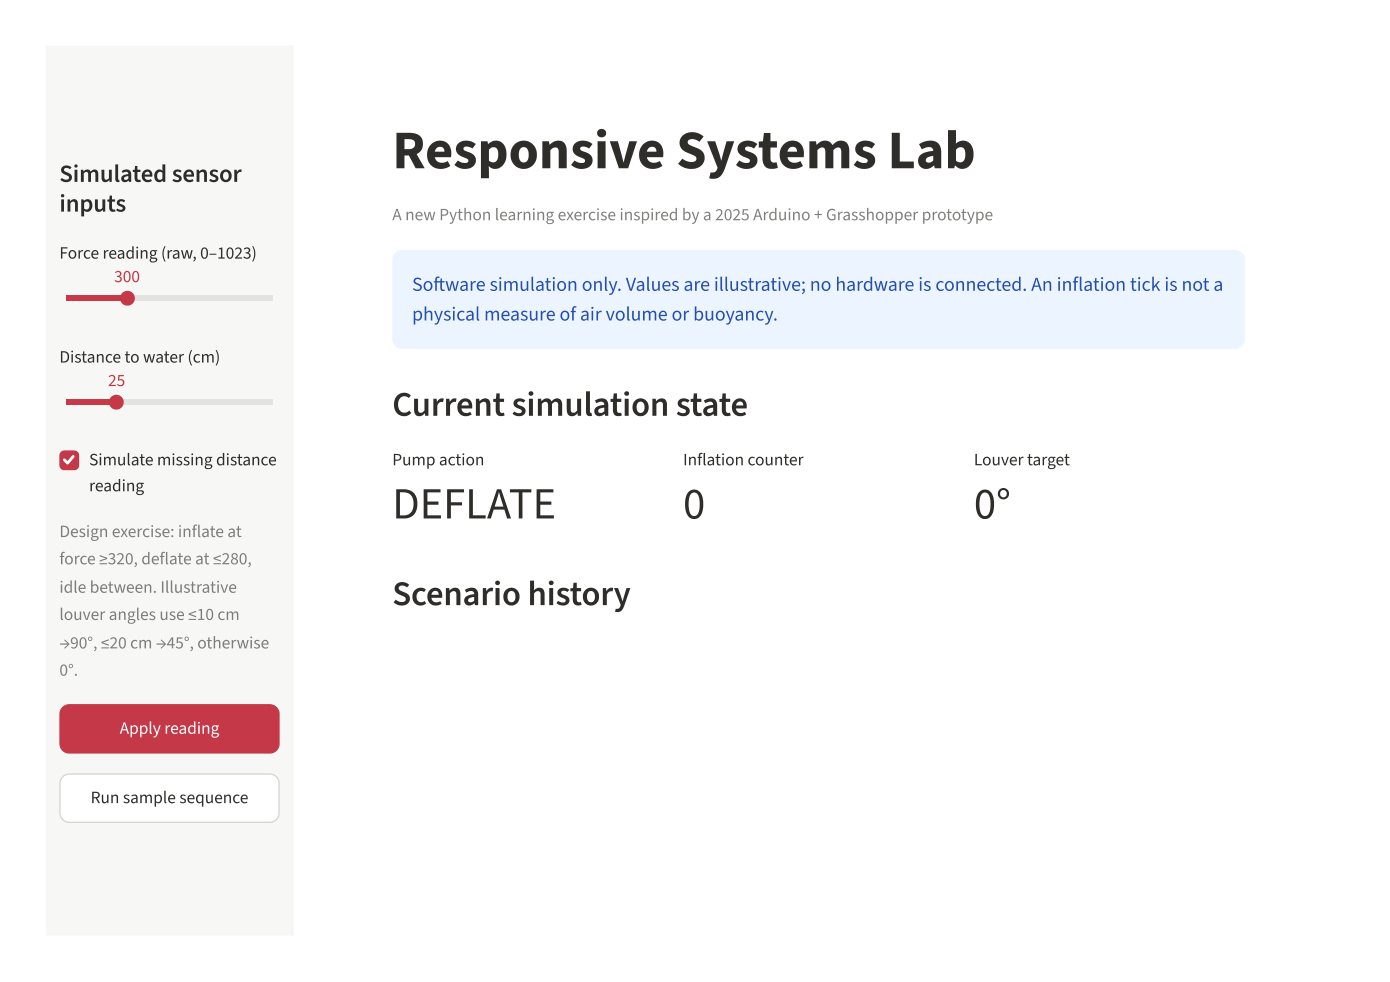 Simulated sensor
inputs
Force reading (raw, 0–1023)
300
Distance to water (cm)
25
Simulate missing distance
reading
Design exercise: inflate at
force ≥320, deflate at ≤280,
idle between. Illustrative
louver angles use ≤10 cm
→90°, ≤20 cm →45°, otherwise
0°.
Apply reading
Run sample sequence
Responsive Systems Lab
A new Python learning exercise inspired by a 2025 Arduino + Grasshopper prototype
Software simulation only. Values are illustrative; no hardware is connected. An inflation tick is not a
physical measure of air volume or buoyancy.
Current simulation state
Pump action
DEFLATE
Inflation counter
0
Louver target
0°
Scenario history